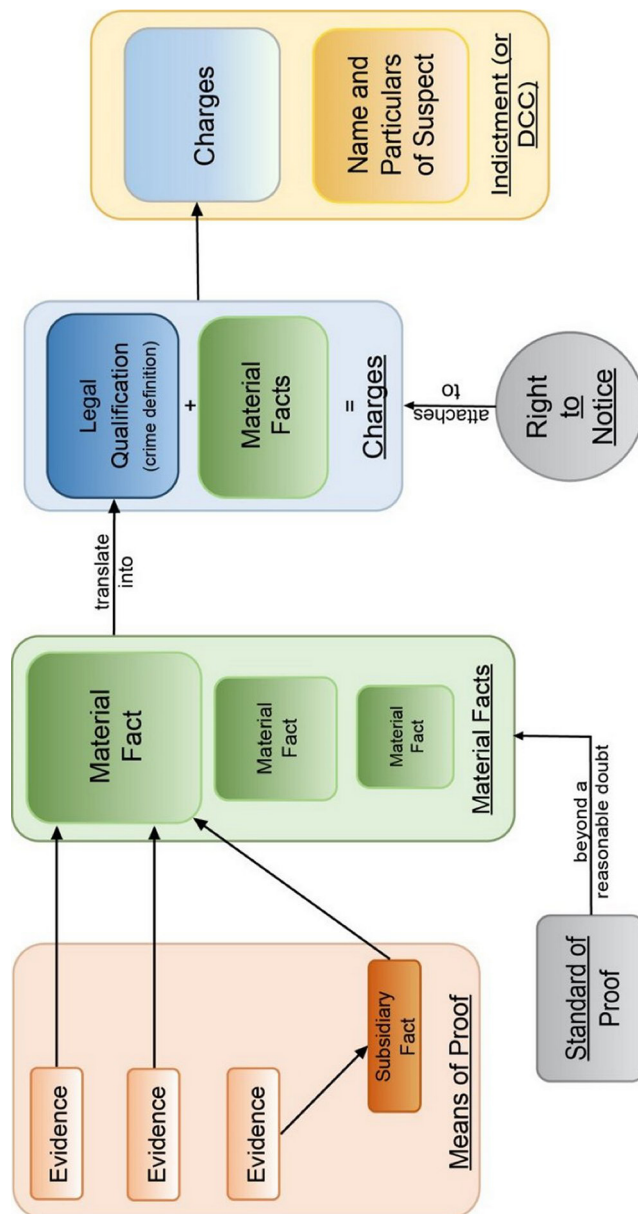 Evidence
Evidence
Evidence
Subsidiary
Fact
Means of Proof
Standard of
Proof
beyond a
reasonable doubt
Material
Fact
Material
Fact
Material
Fact
Material Facts
translate
into
Legal
Qualification
(crime definition)
+
Material
Facts
=
Charges
attaches
to
Right
to
Notice
Charges
Name and
Particulars
of Suspect
Indictment (or
DCC)